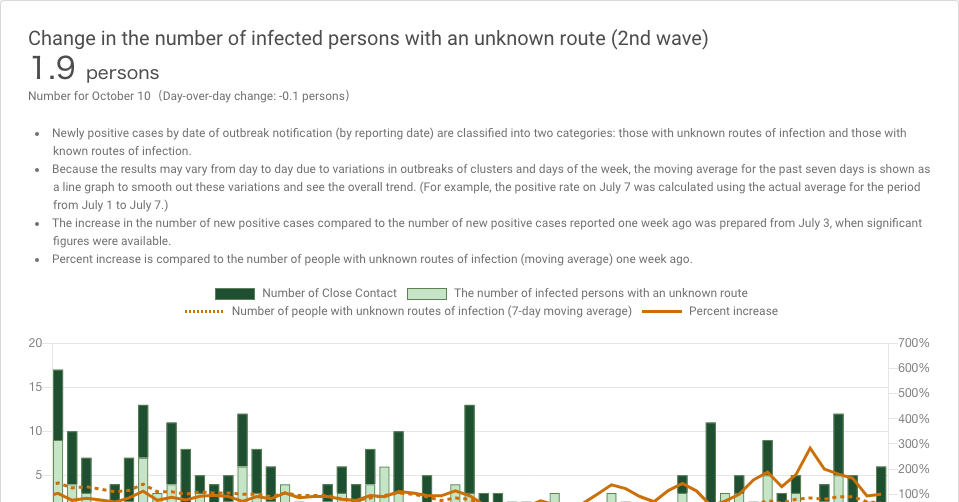 Change in the number of infected persons with an unknown route (2nd wave)
1.9 persons
Number for October 10 (Day-over-day change: -0.1 persons)
• Newly positive cases by date of outbreak notification (by reporting date) are classified into two categories: those with unknown routes of infection and those with
known routes of infection.
• Because the results may vary from day to day due to variations in outbreaks of clusters and days of the week, the moving average for the past seven days is shown as
a line graph to smooth out these variations and see the overall trend. (For example, the positive rate on July 7 was calculated using the actual average for the period
from July 1 to July 7.)
• The increase in the number of new positive cases compared to the number of new positive cases reported one week ago was prepared from July 3, when significant
figures were available.
• Percent increase is compared to the number of people with unknown routes of infection (moving average) one week ago.
Number of Close Contact The number of infected persons with an unknown route
Number of people with unknown routes of infection (7-day moving average) Percent increase
20 700%
600%
15 500%
400%
10 300%
200%
5 100%